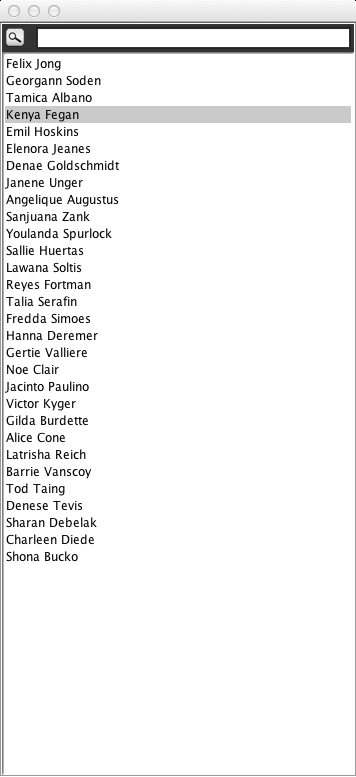 Felix Jong
Georgann Soden
Tamica Albano
Kenya Fegan
Emil Hoskins
Elenora Jeanes
Denae Goldschmidt
Janene Unger
Angelique Augustus
Sanjuana Zank
Youlanda Spurlock
Sallie Huertas
Lawana Soltis
Reyes Fortman
Talia Serafin
Fredda Simoes
Hanna Deremer
Gertie Valliere
Noe Clair
Jacinto Paulino
Victor Kyger
Gilda Burdette
Alice Cone
Latrisha Reich
Barrie Vanscoy
Tod Taing
Denese Tevis
Sharan Debelak
Charleen Diede
Shona Bucko